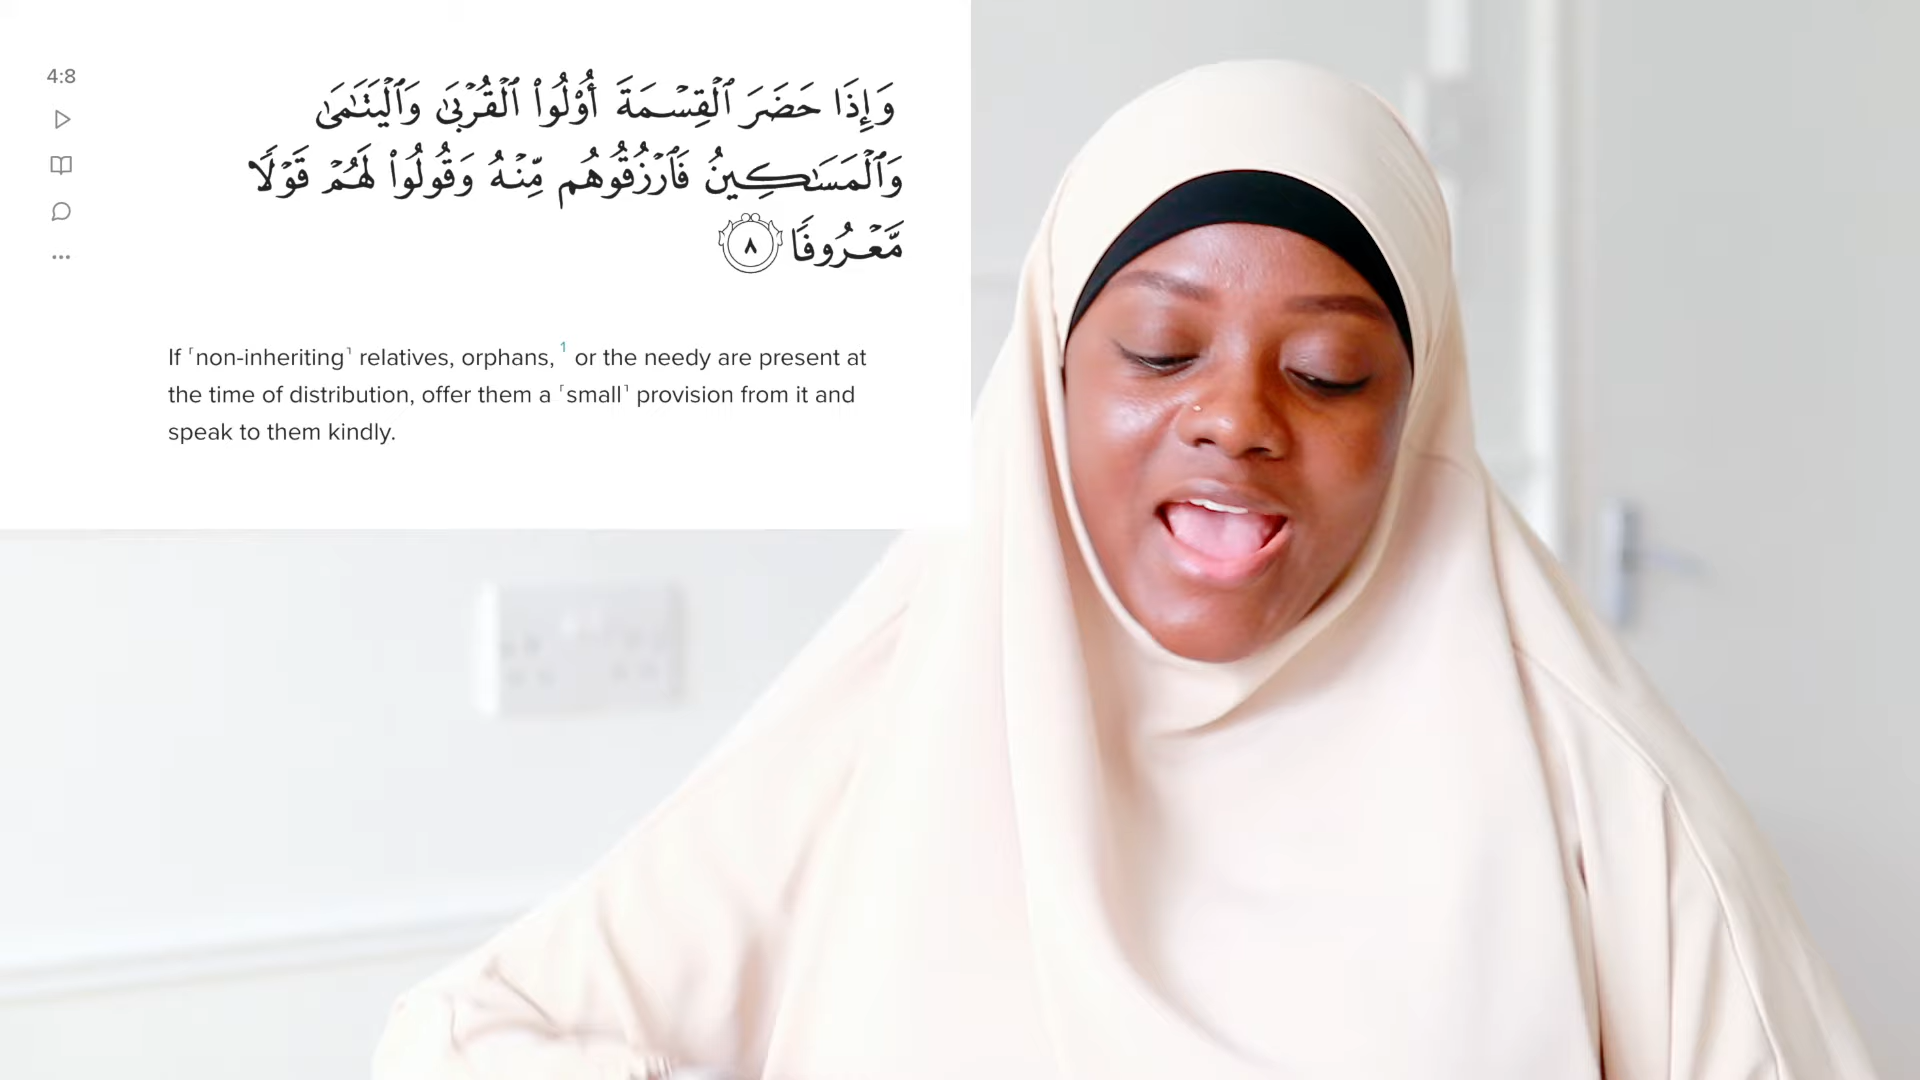 4:8
وَإِذَا حَضَرَ ٱلْقِسْمَةَ أُو۟لُوا۟ ٱلْقُرْبَىٰ وَٱلْيَتَـٰمَىٰ
وَٱلْمَسَـٰكِينُ فَٱرْزُقُوهُم مِّنْهُ وَقُولُوا۟ لَهُمْ قَوْلًا
مَّعْرُوفًا ٨
If ˹non-inheriting˺ relatives, orphans,1 or the needy are present at
the time of distribution, offer them a ˹small˺ provision from it and
speak to them kindly.